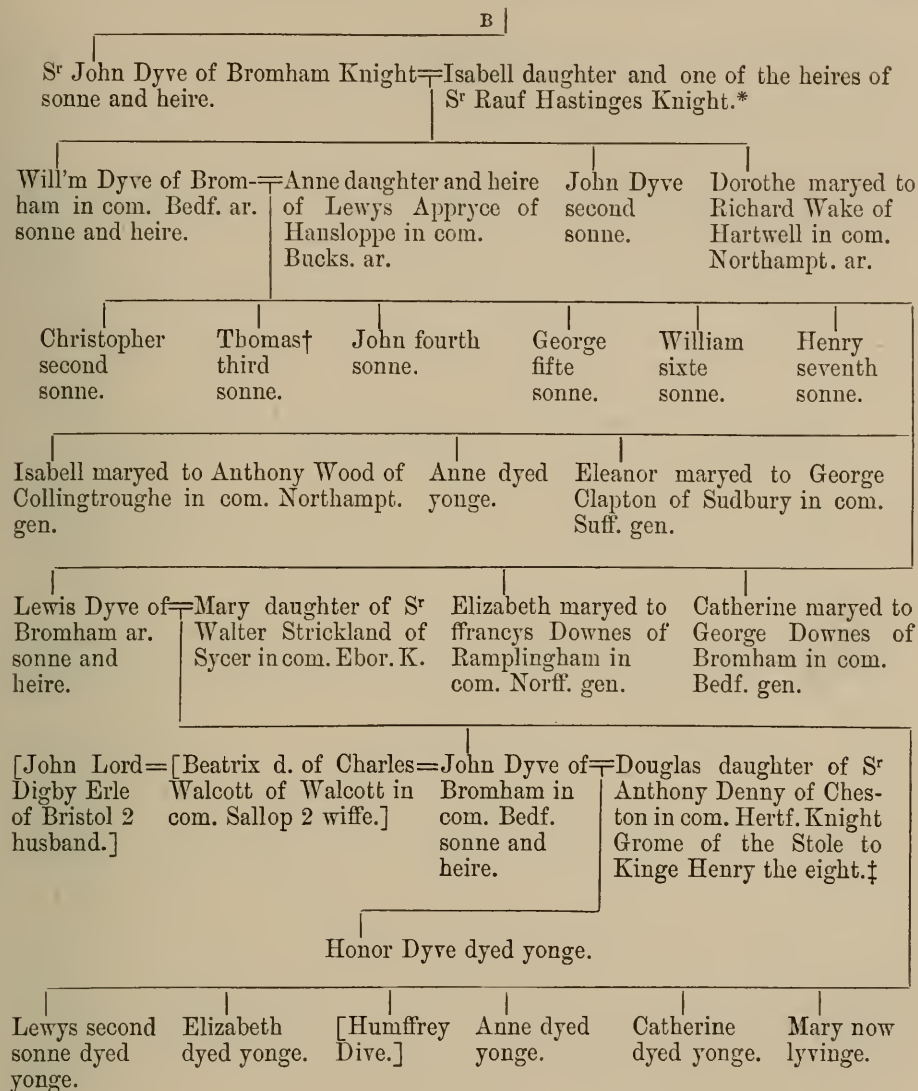 B
Sʳ John Dyve of Bromham Knight=Isabell daughter and one of the heires of
sonne and heire.
Sʳ Rauf Hastinges Knight.*
Will'm Dyve of Brom-
ham in com. Bedf. ar.
sonne and heire.
=Anne daughter and heire
of Lewys Appryce of
Hansloppe in com.
Bucks. ar.
John Dyve
second
sonne.
Dorothe maryed to
Richard Wake of
Hartwell in com.
Northampt. ar.
Christopher
second
sonne.
Thomas†
third
sonne.
John fourth
sonne.
George
fifte
sonne.
William
sixte
sonne.
Henry
seventh
sonne.
Isabell maryed to Anthony Wood of
Collingtroughe in com. Northampt.
gen.
Anne dyed
yonge.
Eleanor maryed to George
Clapton of Sudbury in com.
Suff. gen.
Lewis Dyve of
Bromham ar.
sonne and
heire.
=Mary daughter of Sʳ
Walter Strickland of
Sycer in com. Ebor. K.
Elizabeth maryed to
ffrancys Downes of
Ramplingham in
com. Norff. gen.
Catherine maryed to
George Downes of
Bromham in com.
Bedf. gen.
[John Lord=
Digby Erle
of Bristol 2
husband.]
[Beatrix d. of Charles=
Walcott of Walcott in
com. Sallop 2 wiffe.]
John Dyve of
Bromham in
com. Bedf.
sonne and
heire.
=Douglas daughter of Sʳ
Anthony Denny of Ches-
ton in com. Hertf. Knight
Grome of the Stole to
Kinge Henry the eight.‡
Honor Dyve dyed yonge.
Lewys second
sonne dyed
yonge.
Elizabeth
dyed yonge.
[Humffrey
Dive.]
Anne dyed
yonge.
Catherine
dyed yonge.
Mary now
lyvinge.